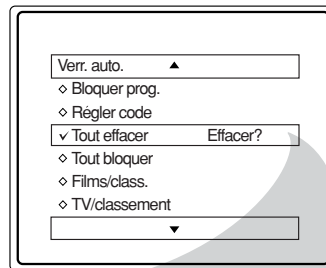 Verr. auto. ▲
◇ Bloquer prog.
◇ Régler code
✓ Tout effacer Effacer?
◇ Tout bloquer
◇ Films/class.
◇ TV/classement
▼